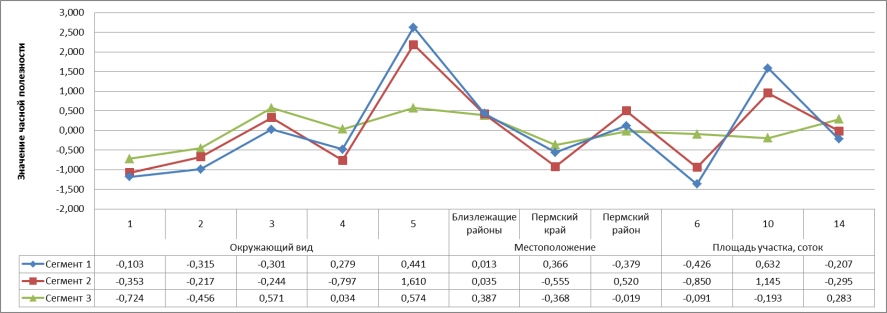 Значение часной полезности
3,000
2,500
2,000
1,500
1,000
0,500
0,000
-0,500
-1,000
-1,500
-2,000
1 2 3 4 5 Близлежащие районы Пермский край Пермский район 6 10 14
Окружающий вид Местоположение Площадь участка, соток
Сегмент 1 -0,103 -0,315 -0,301 0,279 0,441 0,013 0,366 -0,379 -0,426 0,632 -0,207
Сегмент 2 -0,353 -0,217 -0,244 -0,797 1,610 0,035 -0,555 0,520 -0,850 1,145 -0,295
Сегмент 3 -0,724 -0,456 0,571 0,034 0,574 0,387 -0,368 -0,019 -0,091 -0,193 0,283